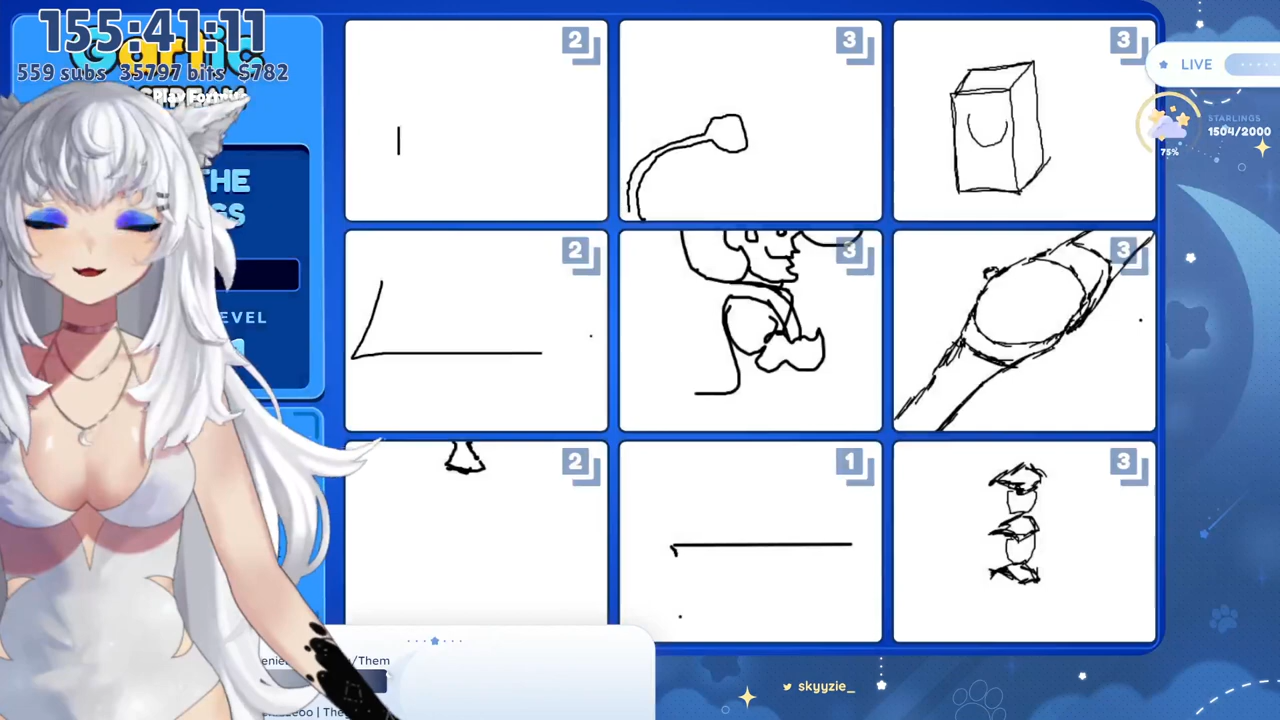 155:41:11
559 subs 35797 bits $782
THE
GS
EVEL
2
3
3
2
3
3
2
1
3
LIVE
STARLINGS
1504/2000
75%
/Them
skyyzie_